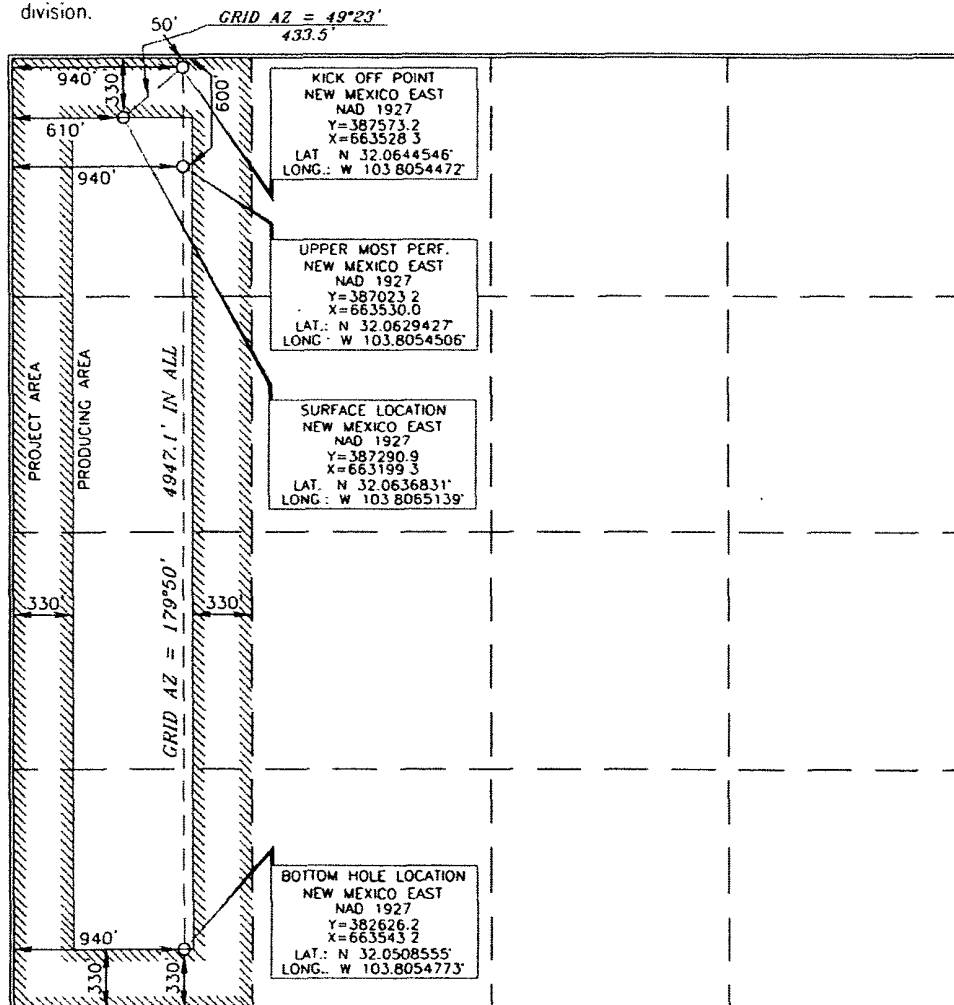 division.
GRID AZ = 49°23'
433.5'
50'
940'
330'
600'
610'
940'
KICK OFF POINT
NEW MEXICO EAST
NAD 1927
Y=387573.2
X=663528 3
LAT. N 32.0644546°
LONG.: W 103 8054472°
UPPER MOST PERF.
NEW MEXICO EAST
NAD 1927
Y=387023 2
X=663530.0
LAT.: N 32.0629427°
LONG : W 103.8054506°
SURFACE LOCATION
NEW MEXICO EAST
NAD 1927
Y=387290.9
X=663199 3
LAT. N 32.0636831°
LONG : W 103 8065139°
PROJECT AREA
PRODUCING AREA
4947.1' IN ALL
GRID AZ = 179°50'
330'
330'
BOTTOM HOLE LOCATION
NEW MEXICO EAST
NAD 1927
Y=382626.2
X=663543 2
LAT.: N 32.0508555°
LONG.. W 103.8054773°
940'
330'
330'